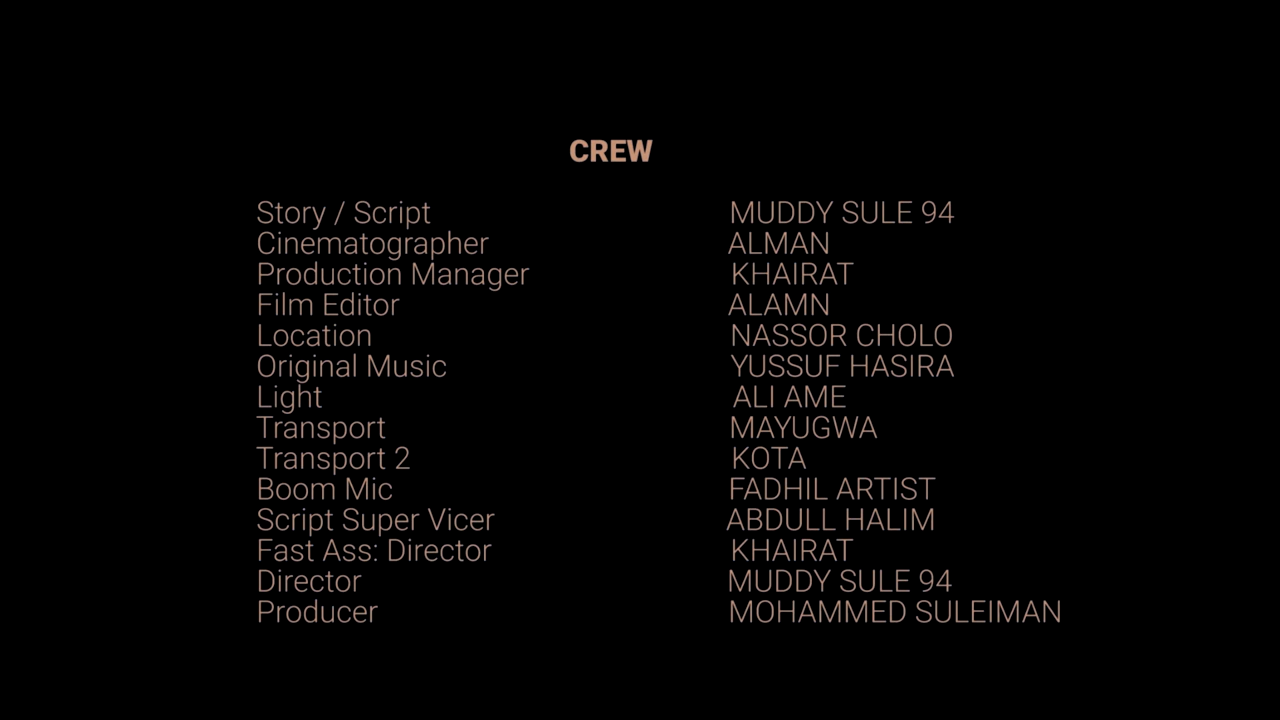 CREW
Story / Script MUDDY SULE 94
Cinematographer ALMAN
Production Manager KHAIRAT
Film Editor ALAMN
Location NASSOR CHOLO
Original Music YUSSUF HASIRA
Light ALI AME
Transport MAYUGWA
Transport 2 KOTA
Boom Mic FADHIL ARTIST
Script Super Vicer ABDULL HALIM
Fast Ass: Director KHAIRAT
Director MUDDY SULE 94
Producer MOHAMMED SULEIMAN